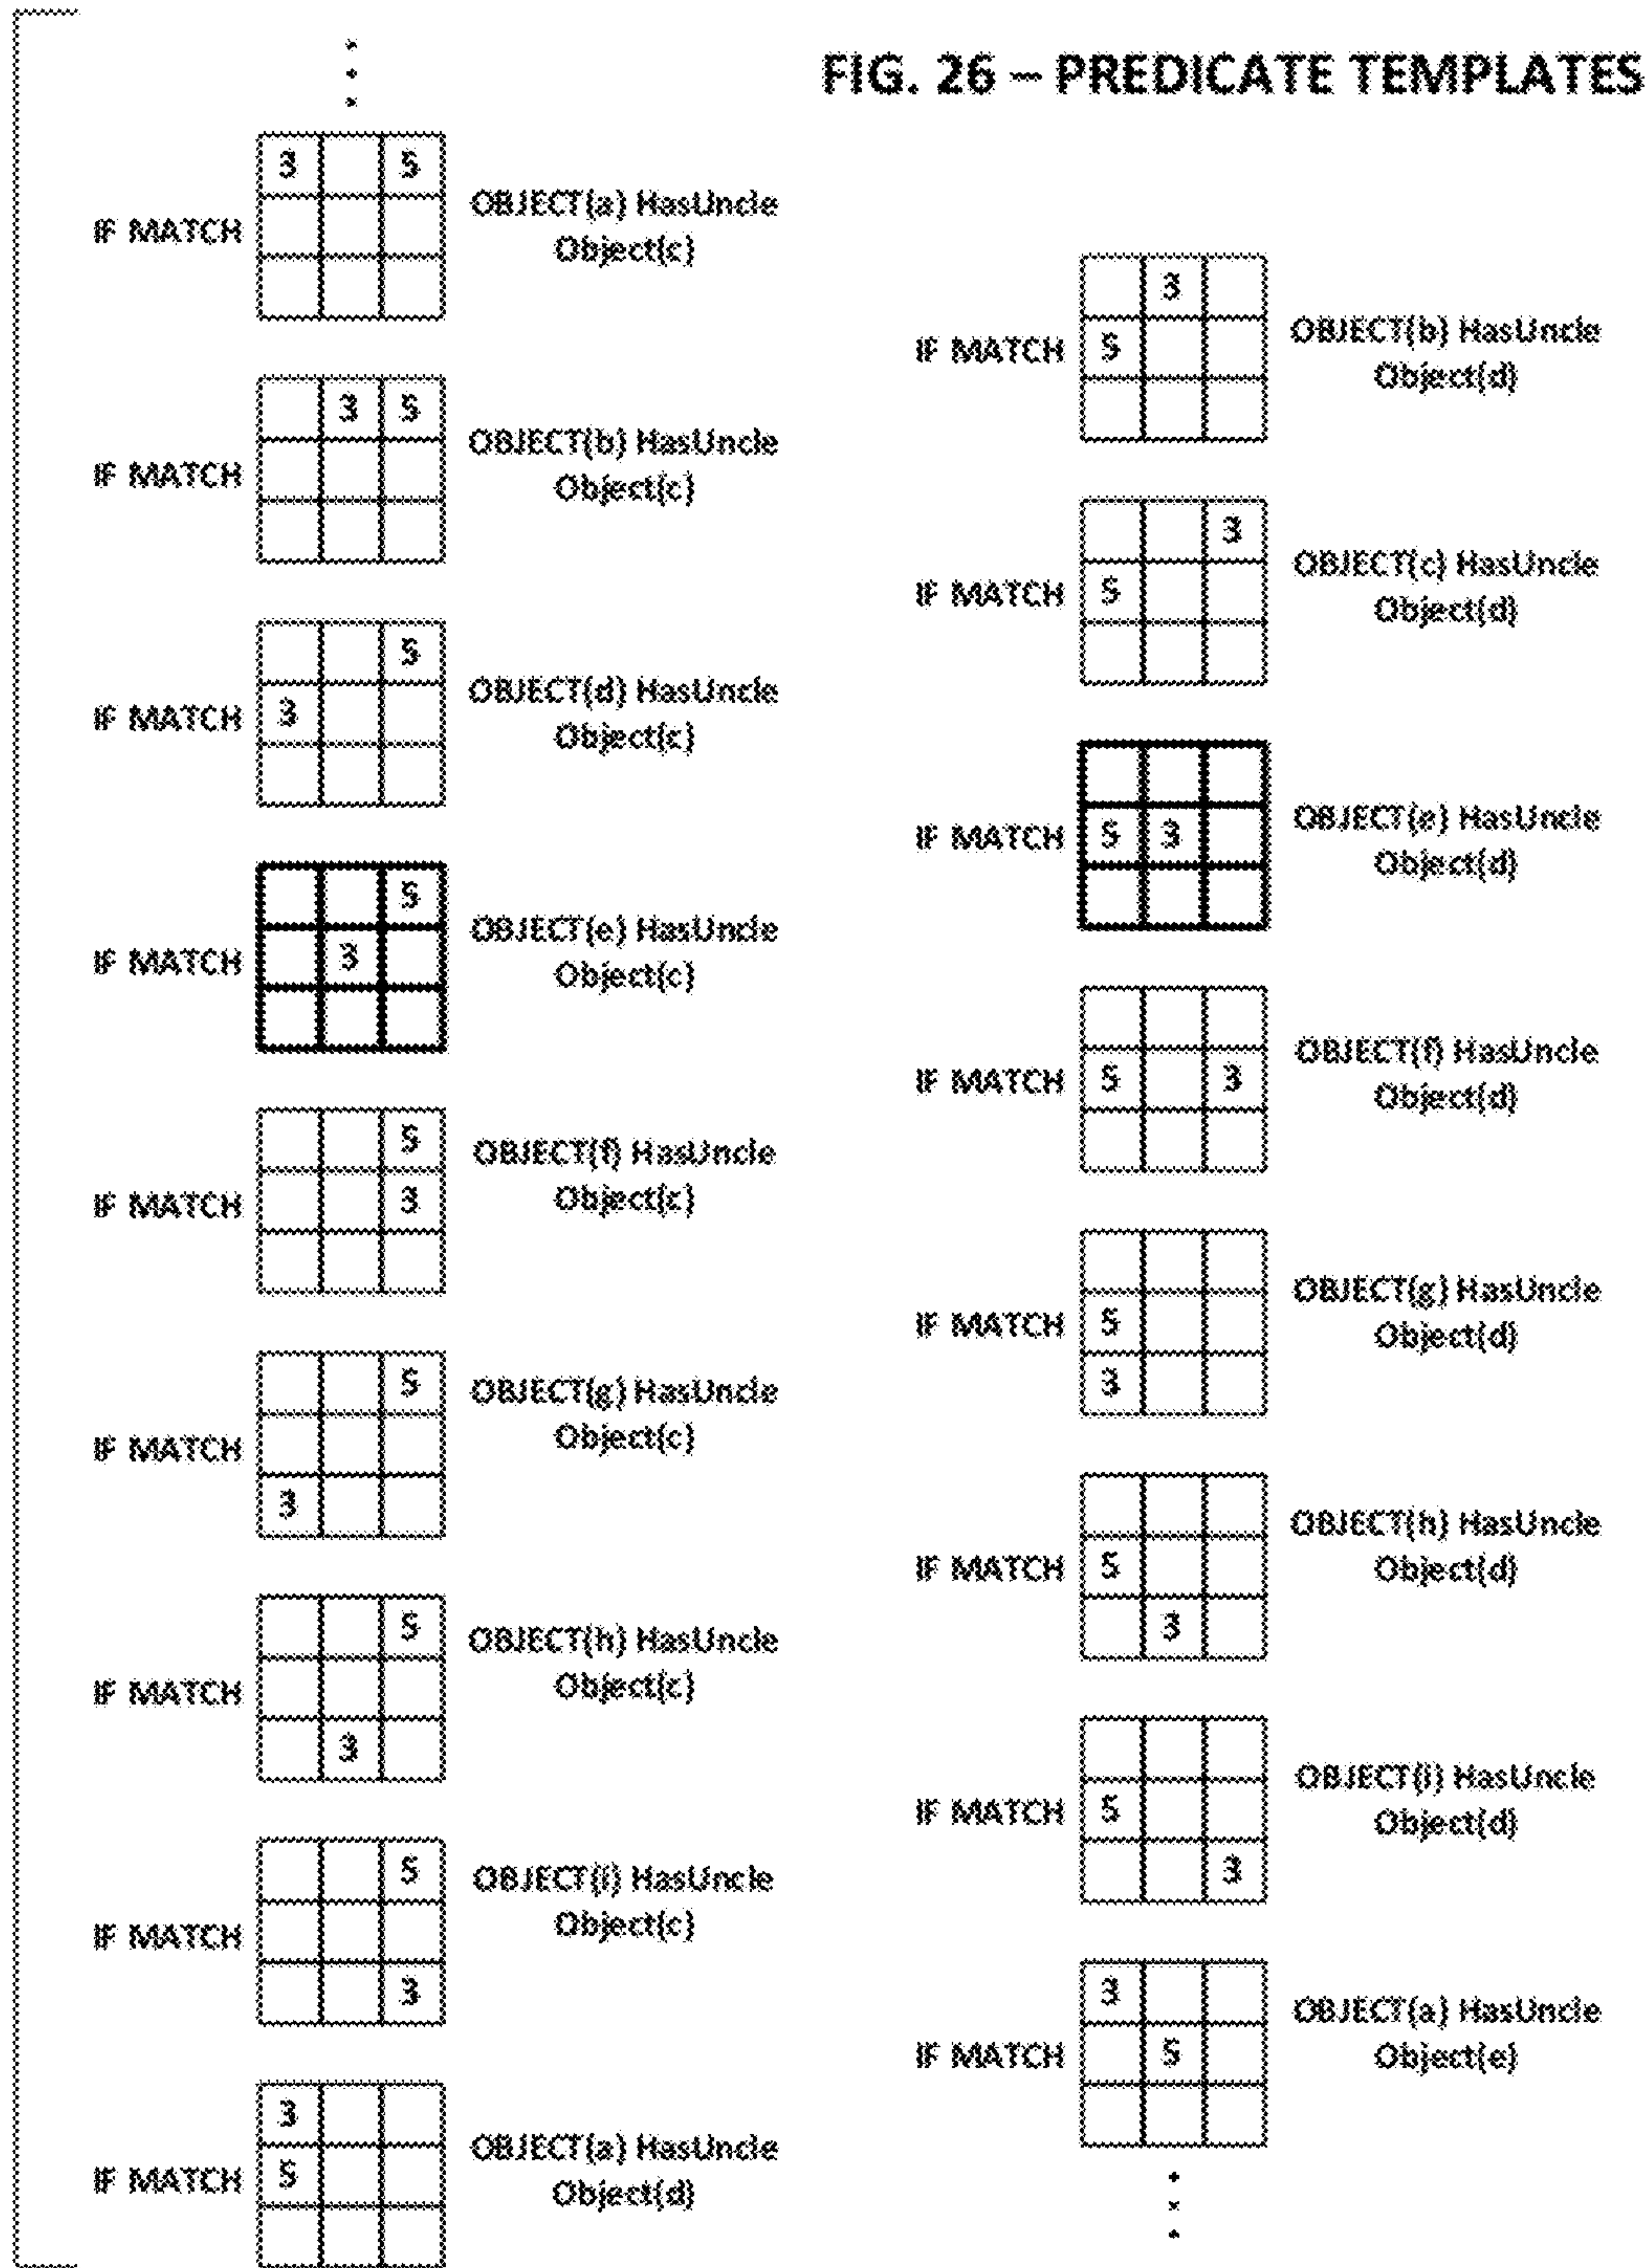 FIG. 26 – PREDICATE TEMPLATES
3 5
IF MATCH
OBJECT(a) HasUncle
Object(c)
3 5
IF MATCH
OBJECT(b) HasUncle
Object(c)
5
3
IF MATCH
OBJECT(d) HasUncle
Object(c)
5
3
IF MATCH
OBJECT(e) HasUncle
Object(c)
5
3
IF MATCH
OBJECT(f) HasUncle
Object(c)
5
3
IF MATCH
OBJECT(g) HasUncle
Object(c)
5
3
IF MATCH
OBJECT(h) HasUncle
Object(c)
5
3
IF MATCH
OBJECT(i) HasUncle
Object(c)
3
5
IF MATCH
OBJECT(a) HasUncle
Object(d)
3
5
IF MATCH
OBJECT(b) HasUncle
Object(d)
3
5
IF MATCH
OBJECT(c) HasUncle
Object(d)
5 3
IF MATCH
OBJECT(e) HasUncle
Object(d)
5 3
IF MATCH
OBJECT(f) HasUncle
Object(d)
5
3
IF MATCH
OBJECT(g) HasUncle
Object(d)
5
3
IF MATCH
OBJECT(h) HasUncle
Object(d)
5
3
IF MATCH
OBJECT(i) HasUncle
Object(d)
3
5
IF MATCH
OBJECT(a) HasUncle
Object(e)